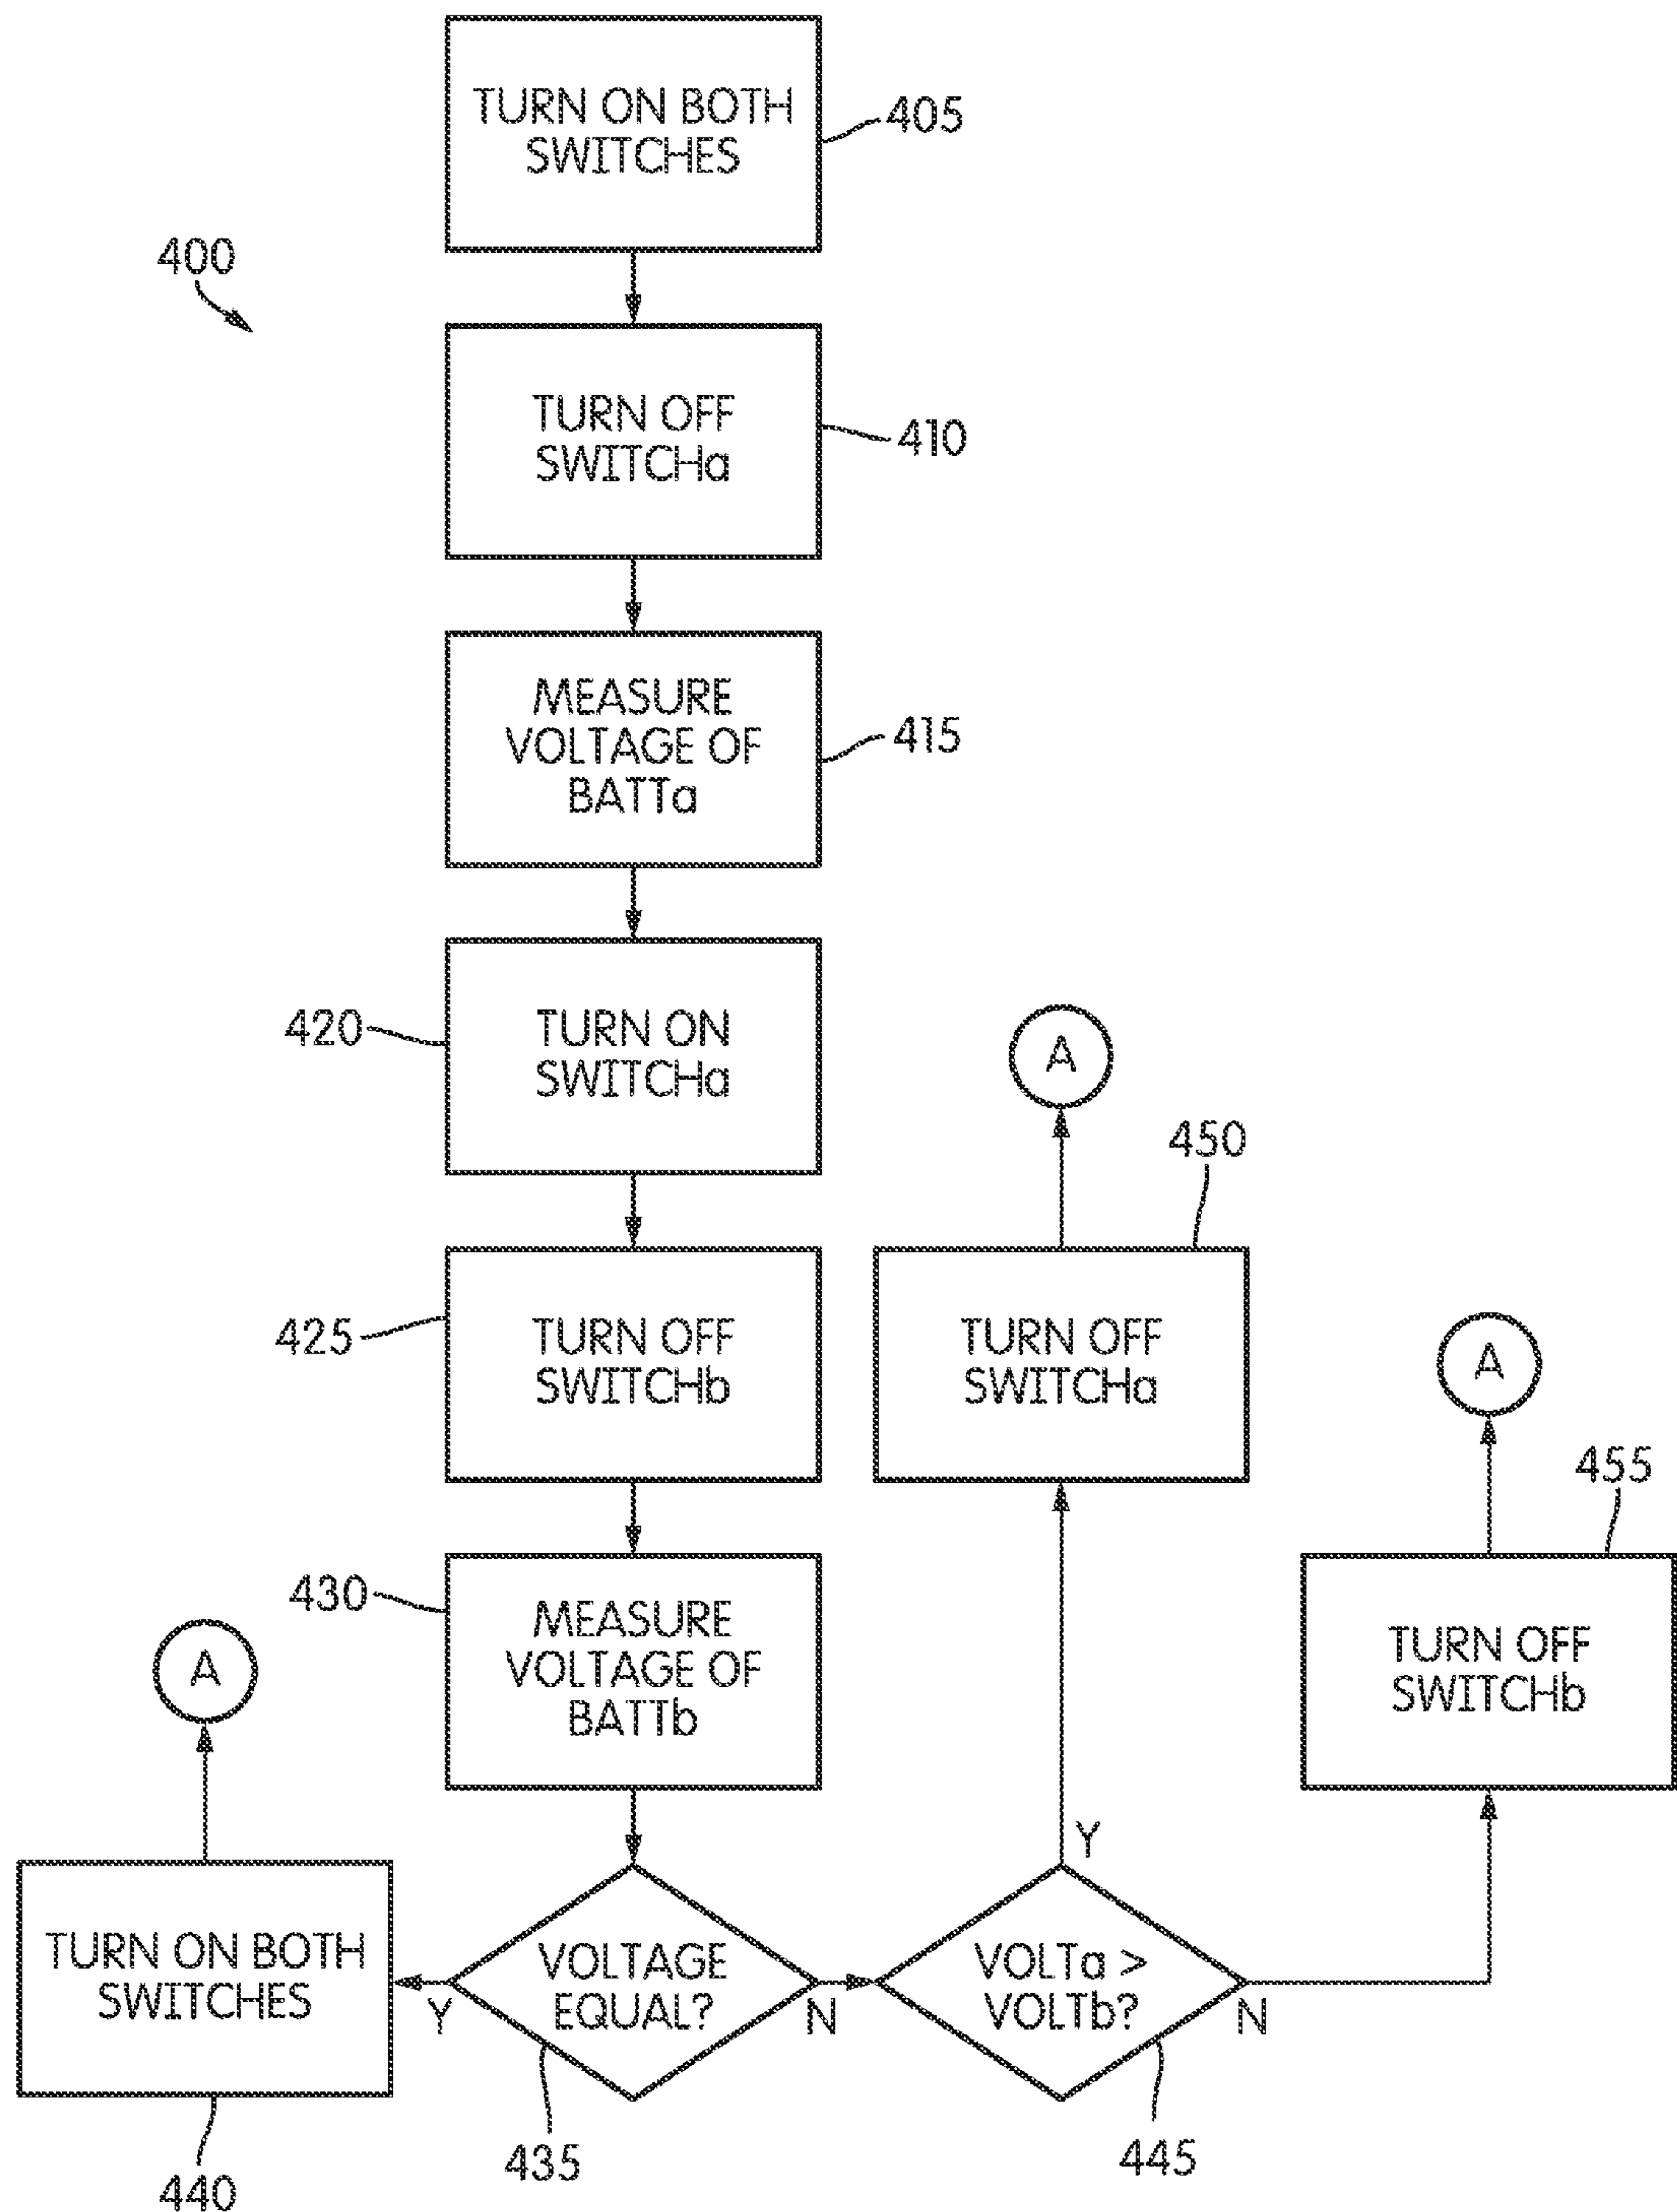 TURN ON BOTH
SWITCHES
405
400
TURN OFF
SWITCHa
410
MEASURE
VOLTAGE OF
BATTa
415
420
TURN ON
SWITCHa
A
450
425
TURN OFF
SWITCHb
TURN OFF
SWITCHa
A
455
430
MEASURE
VOLTAGE OF
BATTb
A
TURN OFF
SWITCHb
Y
TURN ON BOTH
SWITCHES
VOLTAGE
EQUAL?
VOLTa >
VOLTb?
Y
N
N
440
435
445